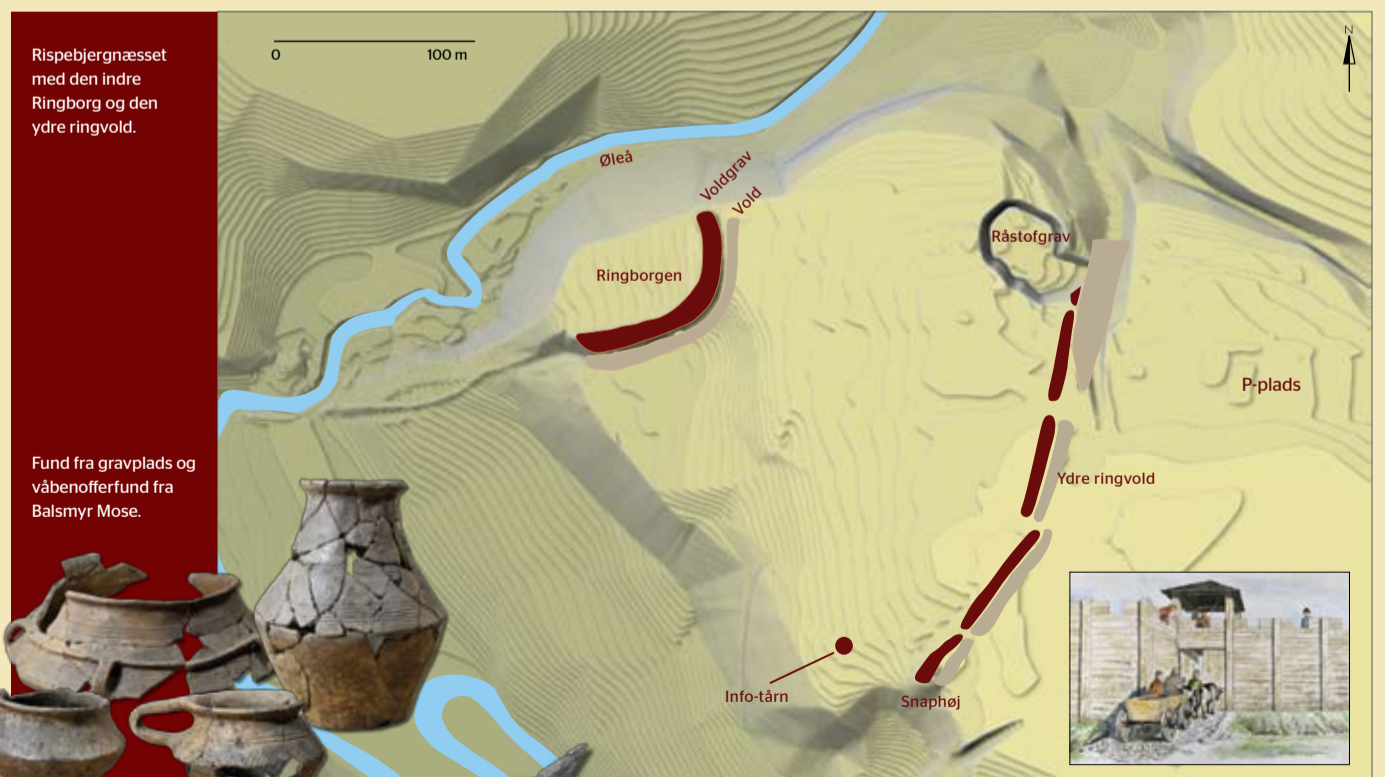 Rispebjergnæsset
med den indre
Ringborg og den
ydre ringvold.
0 100 m
N
Øleå
Voldgrav
Vold
Ringborgen
Råstofgrav
P-plads
Ydre ringvold
Info-tårn
Snaphøj
Fund fra gravplads og
våbenofferfund fra
Balsmyr Mose.